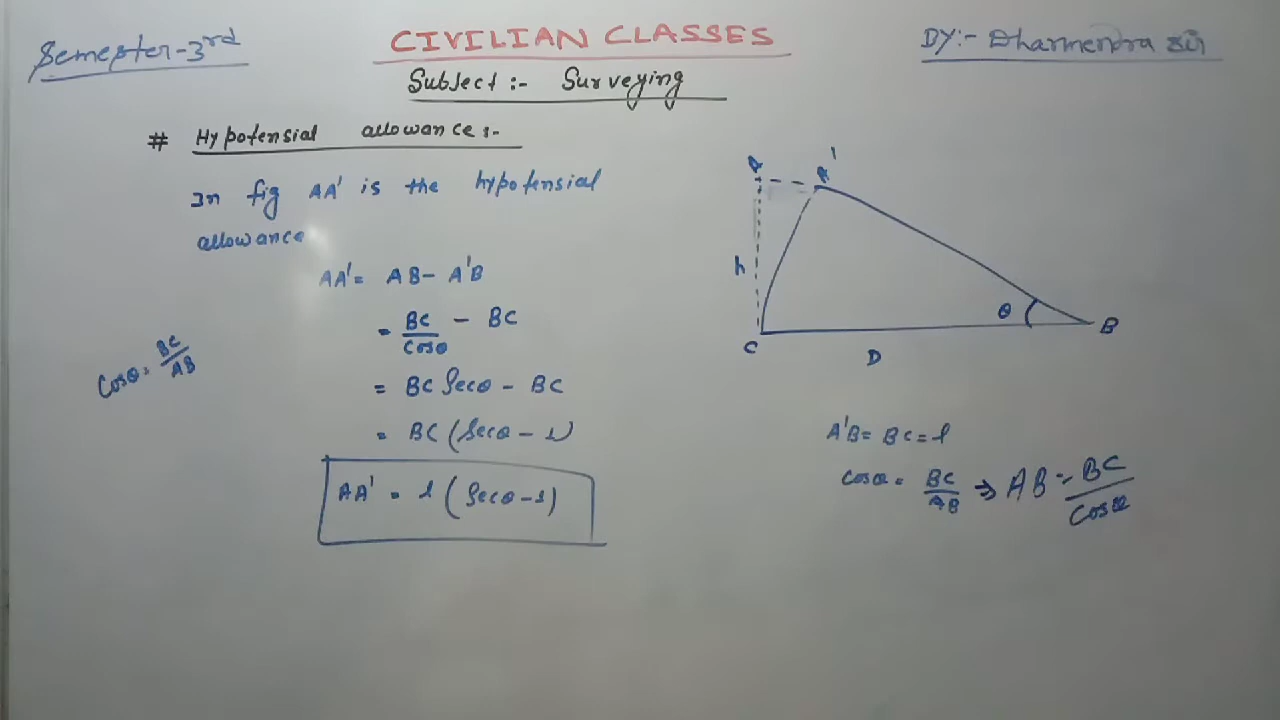 Semester-3rd
CIVILIAN CLASSES
BY:- Dharmendra Sir
Subject:- Surveying
# Hypotensial allowance:-
In fig AA' is the hypotensial
allowance
AA' = AB - A'B
= BC/Cosθ - BC
= BC Secθ - BC
= BC (Secθ - 1)
AA' = l (Secθ - 1)
Cosθ = BC/AB
A
A'
h
θ
B
C
D
A'B = BC = l
Cosθ = BC/AB ⇒ AB = BC/Cosθ